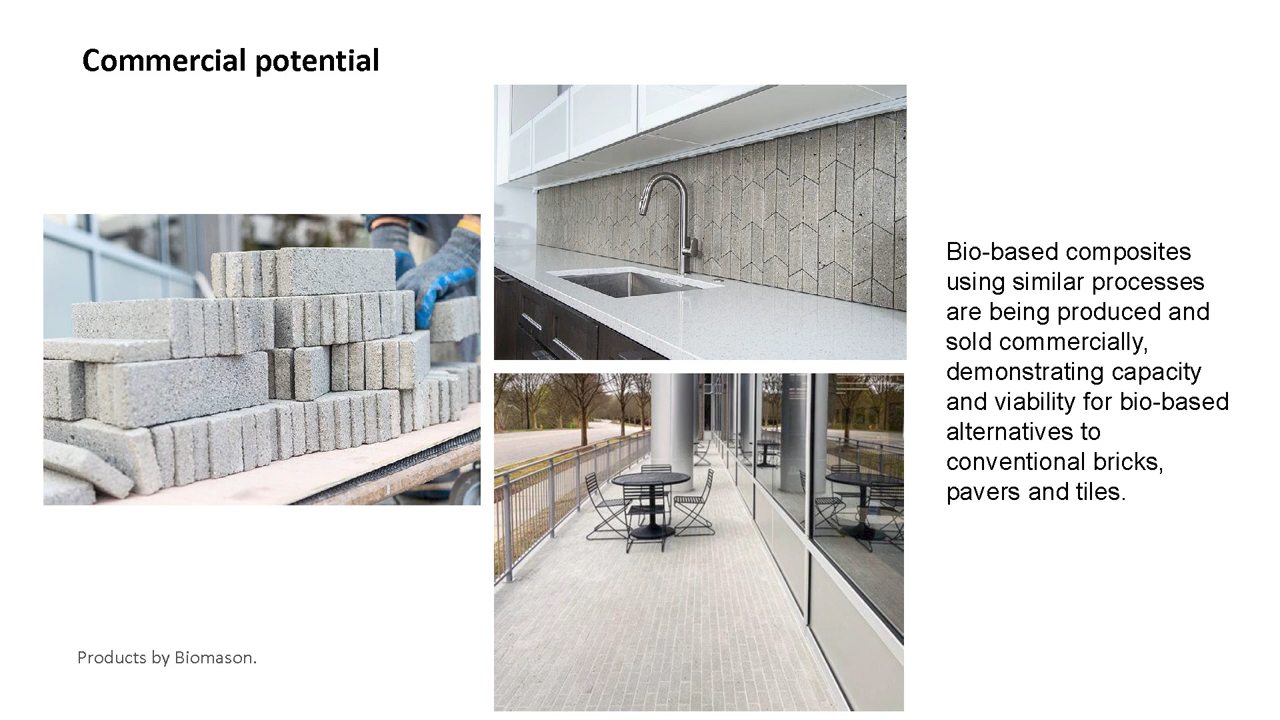 Commercial potential
Bio-based composites
using similar processes
are being produced and
sold commercially,
demonstrating capacity
and viability for bio-based
alternatives to
conventional bricks,
pavers and tiles.
Products by Biomason.